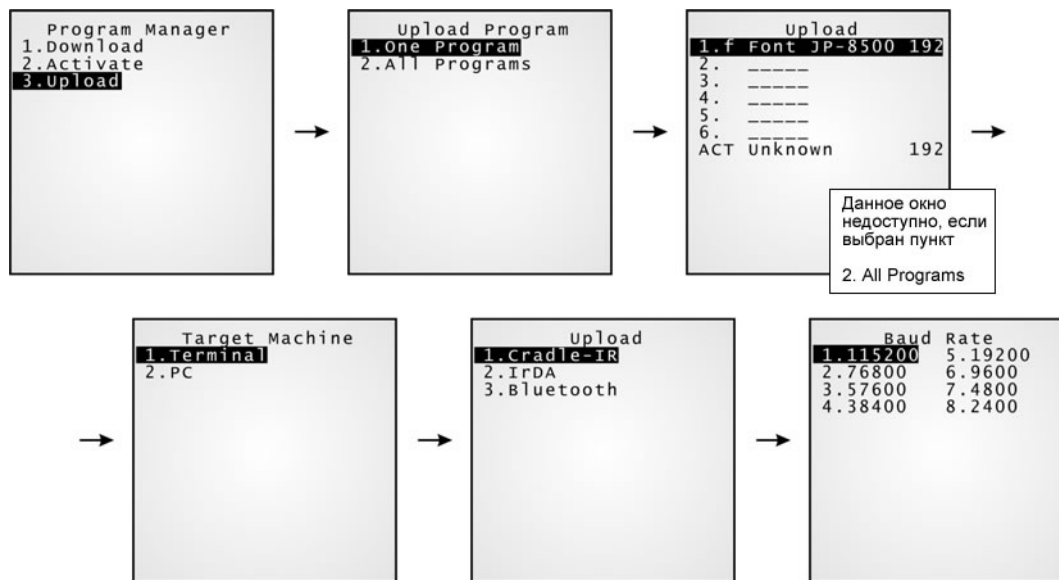 Program Manager
1.Download
2.Activate
3.Upload
Upload Program
1.One Program
2.All Programs
Upload
1.f Font JP-8500 192
2. _____
3. _____
4. _____
5. _____
6. _____
ACT Unknown 192
Данное окно
недоступно, если
выбран пункт
2. All Programs
Target Machine
1.Terminal
2.PC
Upload
1.Cradle-IR
2.IrDA
3.Bluetooth
Baud Rate
1.115200 5.19200
2.76800 6.9600
3.57600 7.4800
4.38400 8.2400